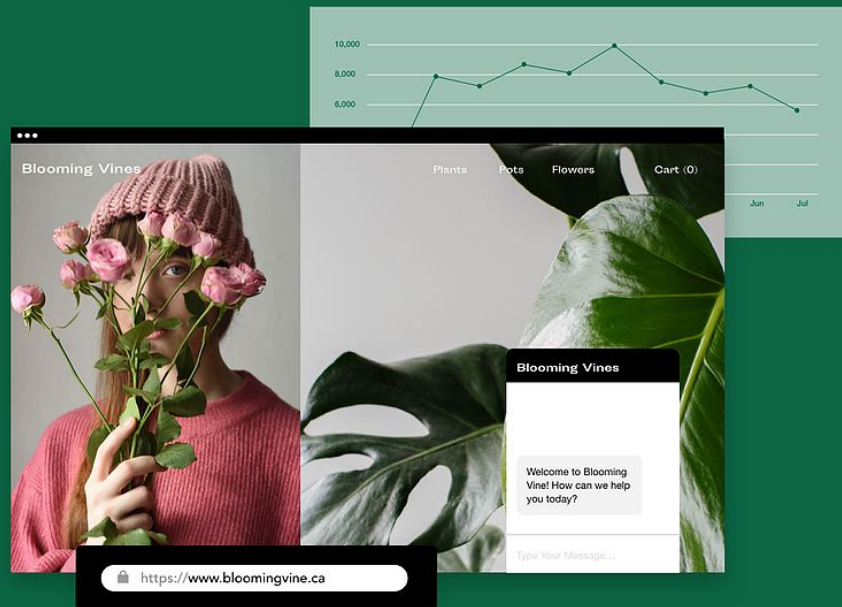 10,000
8,000
6,000
Jun Jul
Blooming Vines
Plants Pots Flowers Cart (0)
Blooming Vines
Welcome to Blooming
Vine! How can we help
you today?
Type Your Message...
https://www.bloomingvine.ca